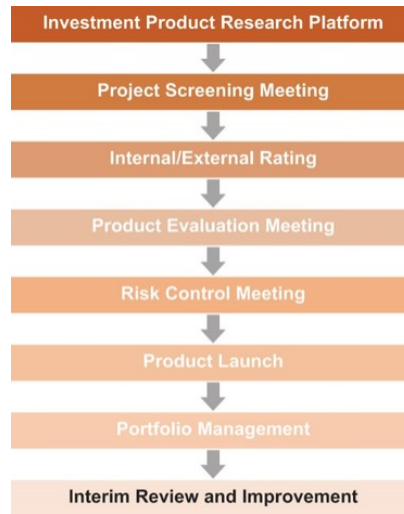 Investment Product Research Platform
Project Screening Meeting
Internal/External Rating
Product Evaluation Meeting
Risk Control Meeting
Product Launch
Portfolio Management
Interim Review and Improvement